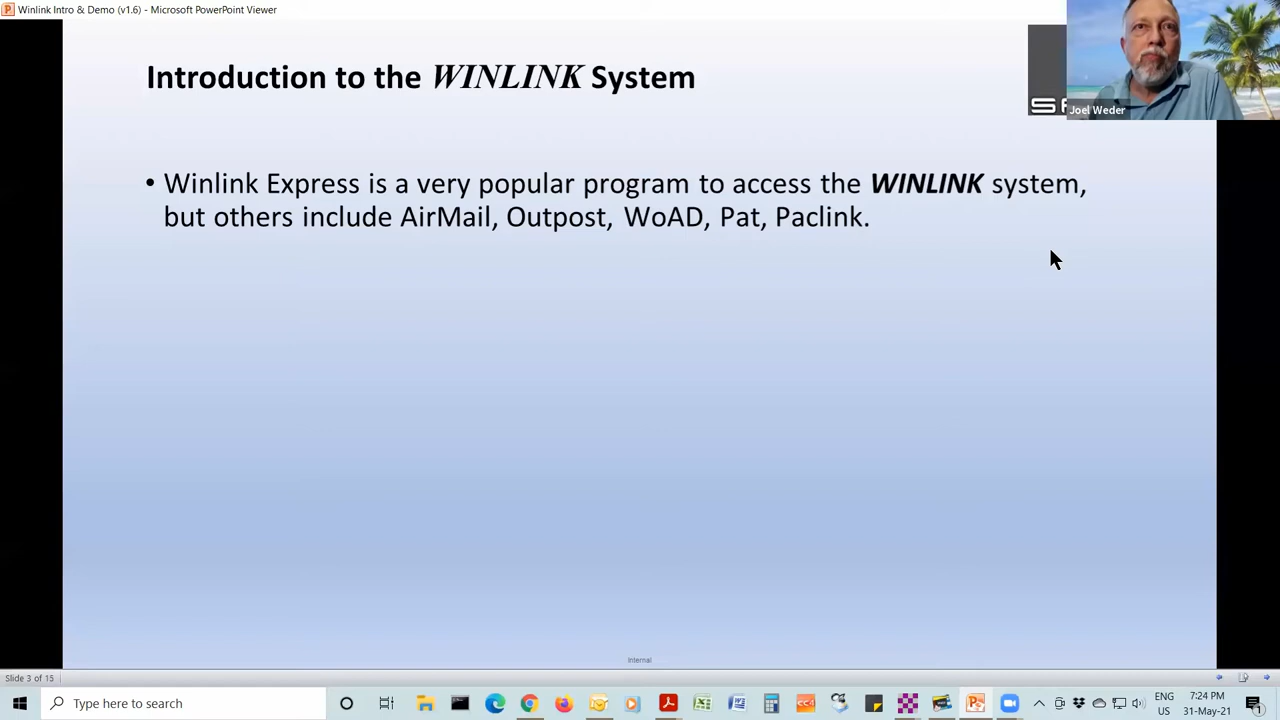 Winlink Intro & Demo (v1.6) - Microsoft PowerPoint Viewer
Introduction to the WINLINK System
Joel Weder
• Winlink Express is a very popular program to access the WINLINK system,
but others include AirMail, Outpost, WoAD, Pat, Paclink.
Internal
Slide 3 of 15
Type here to search
ENG
US
7:24 PM
31-May-21
1